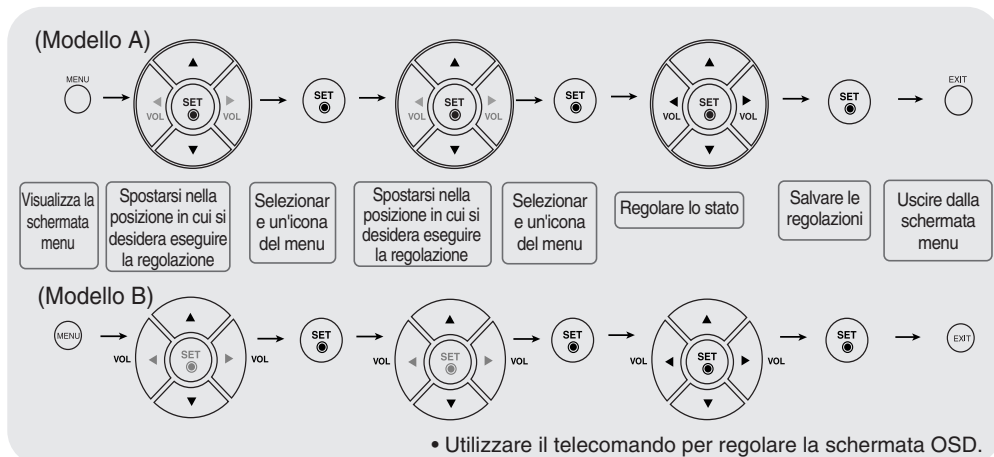 (Modello A)
MENU
SET
VOL
VOL
SET
SET
VOL
VOL
SET
SET
VOL
VOL
SET
EXIT
Visualizza la
schermata
menu
Spostarsi nella
posizione in cui si
desidera eseguire
la regolazione
Selezionar
e un'icona
del menu
Spostarsi nella
posizione in cui si
desidera eseguire
la regolazione
Selezionar
e un'icona
del menu
Regolare lo stato
Salvare le
regolazioni
Uscire dalla
schermata
menu
(Modello B)
MENU
VOL
SET
VOL
SET
VOL
SET
VOL
SET
VOL
SET
VOL
SET
EXIT
• Utilizzare il telecomando per regolare la schermata OSD.